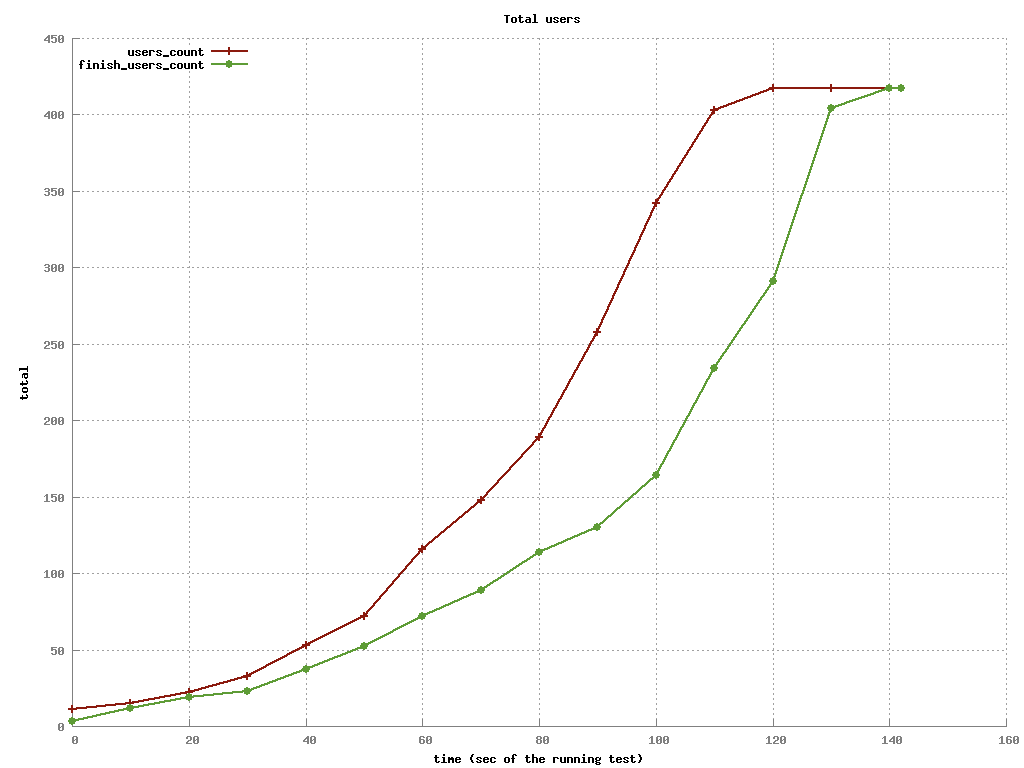 Total users
users_count
finish_users_count
450
400
350
300
250
200
150
100
50
0
total
0 20 40 60 80 100 120 140 160
time (sec of the running test)